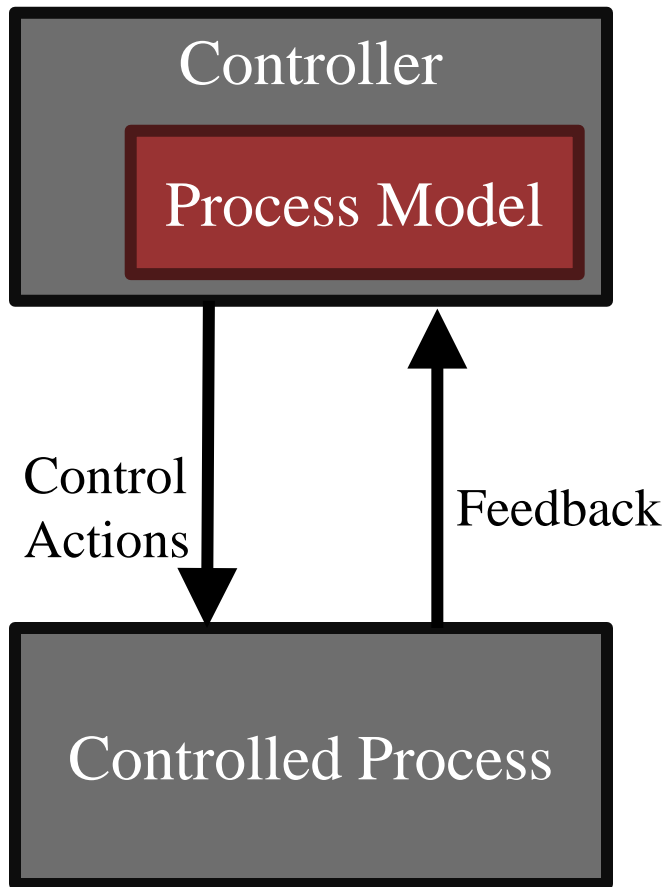 Controller
Process Model
Control
Actions
Feedback
Controlled Process